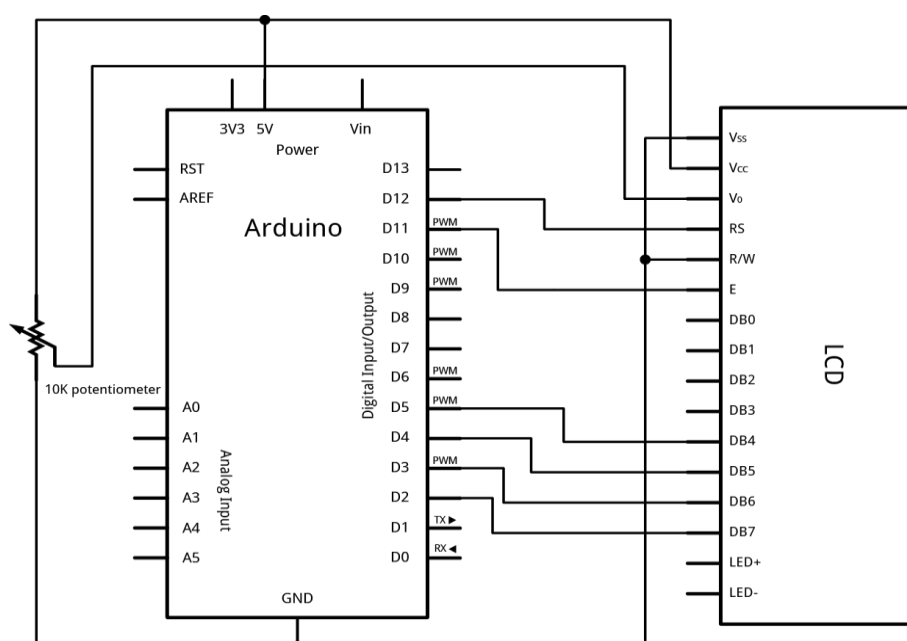 3V3 5V Vin
Power
RST
AREF
Arduino
D13
D12
D11 PWM
D10 PWM
D9 PWM
D8
D7
D6 PWM
D5 PWM
D4
D3 PWM
D2
D1 TX ►
D0 RX ◄
Digital Input/Output
10K potentiometer
A0
A1
A2
A3
A4
A5
Analog Input
GND
Vss
Vcc
V0
RS
R/W
E
DB0
DB1
DB2
DB3
DB4
DB5
DB6
DB7
LED+
LED-
LCD